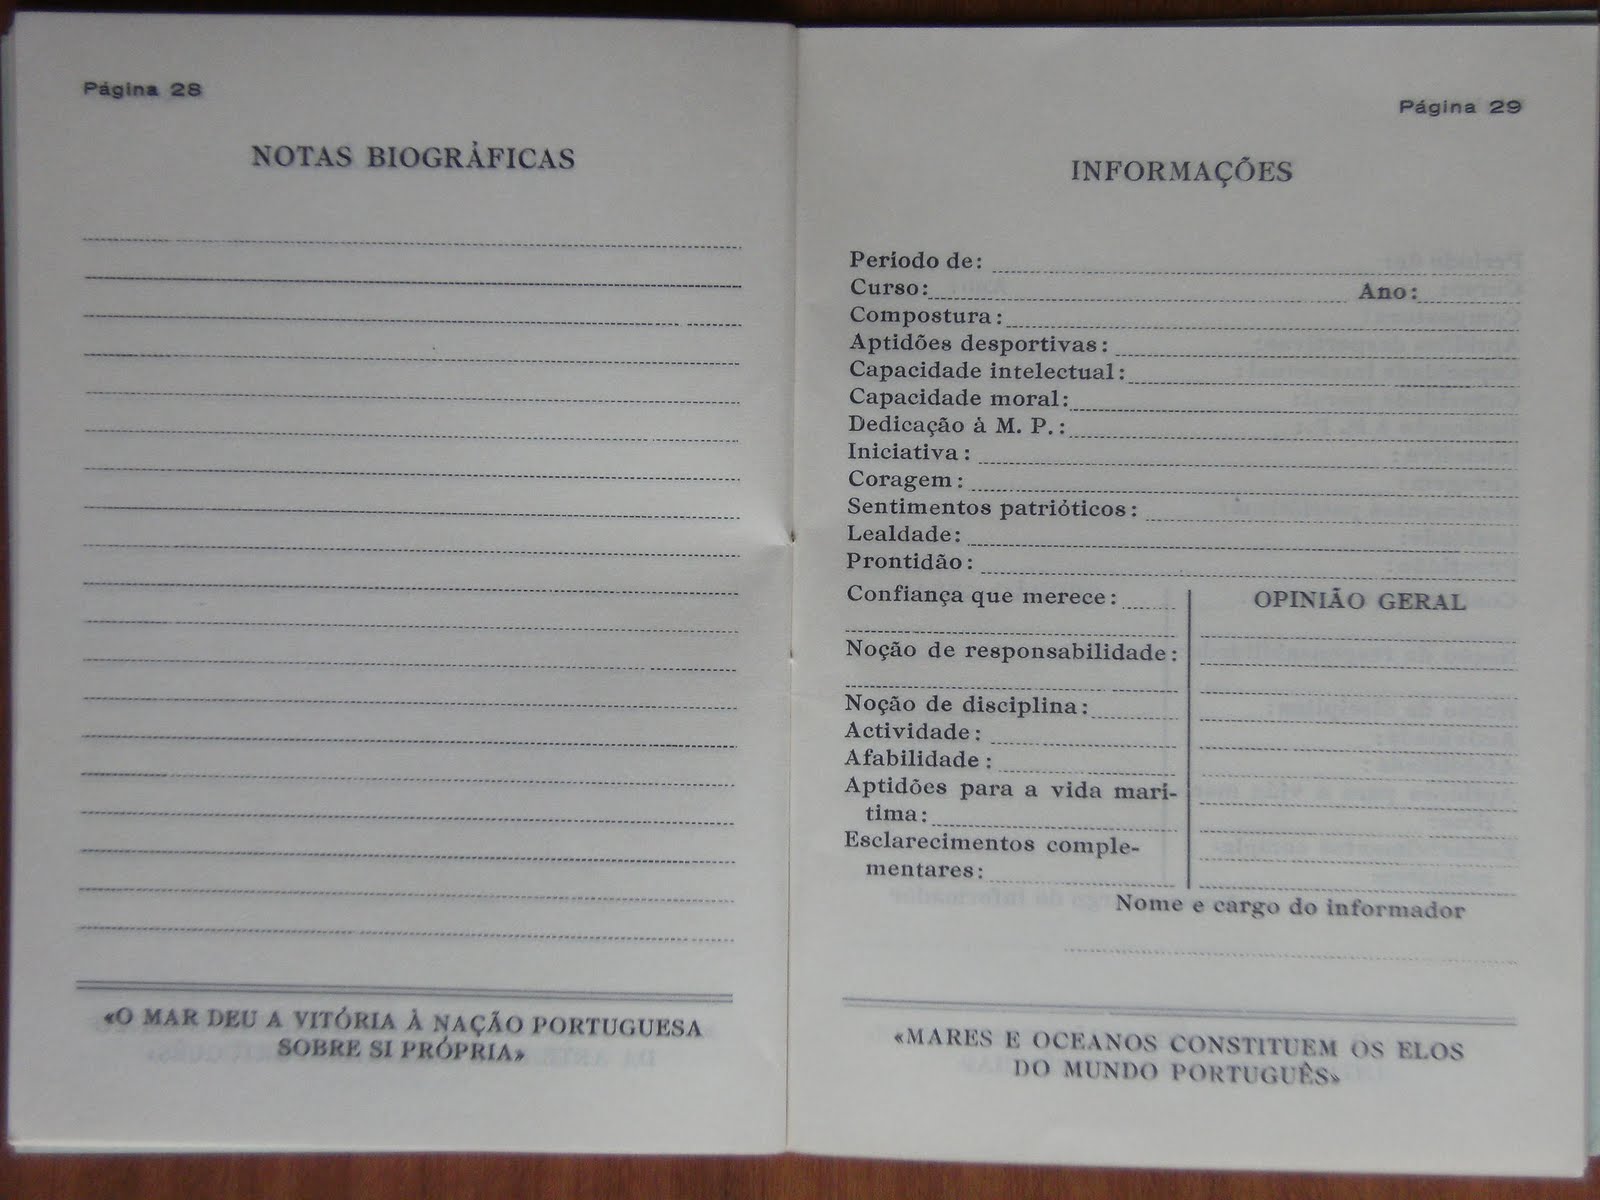 Página 28
NOTAS BIOGRÁFICAS
«O MAR DEU A VITÓRIA À NAÇÃO PORTUGUESA
SOBRE SI PRÓPRIA»
Página 29
INFORMAÇÕES
Periodo de:
Curso: Ano:
Compostura:
Aptidões desportivas:
Capacidade intelectual:
Capacidade moral:
Dedicação à M. P.:
Iniciativa:
Coragem:
Sentimentos patrióticos:
Lealdade:
Prontidão:
Confiança que merece:
Noção de responsabilidade:
Noção de disciplina:
Actividade:
Afabilidade:
Aptidões para a vida mari-
tima:
Esclarecimentos comple-
mentares:
OPINIÃO GERAL
Nome e cargo do informador
«MARES E OCEANOS CONSTITUEM OS ELOS
DO MUNDO PORTUGUÊS»